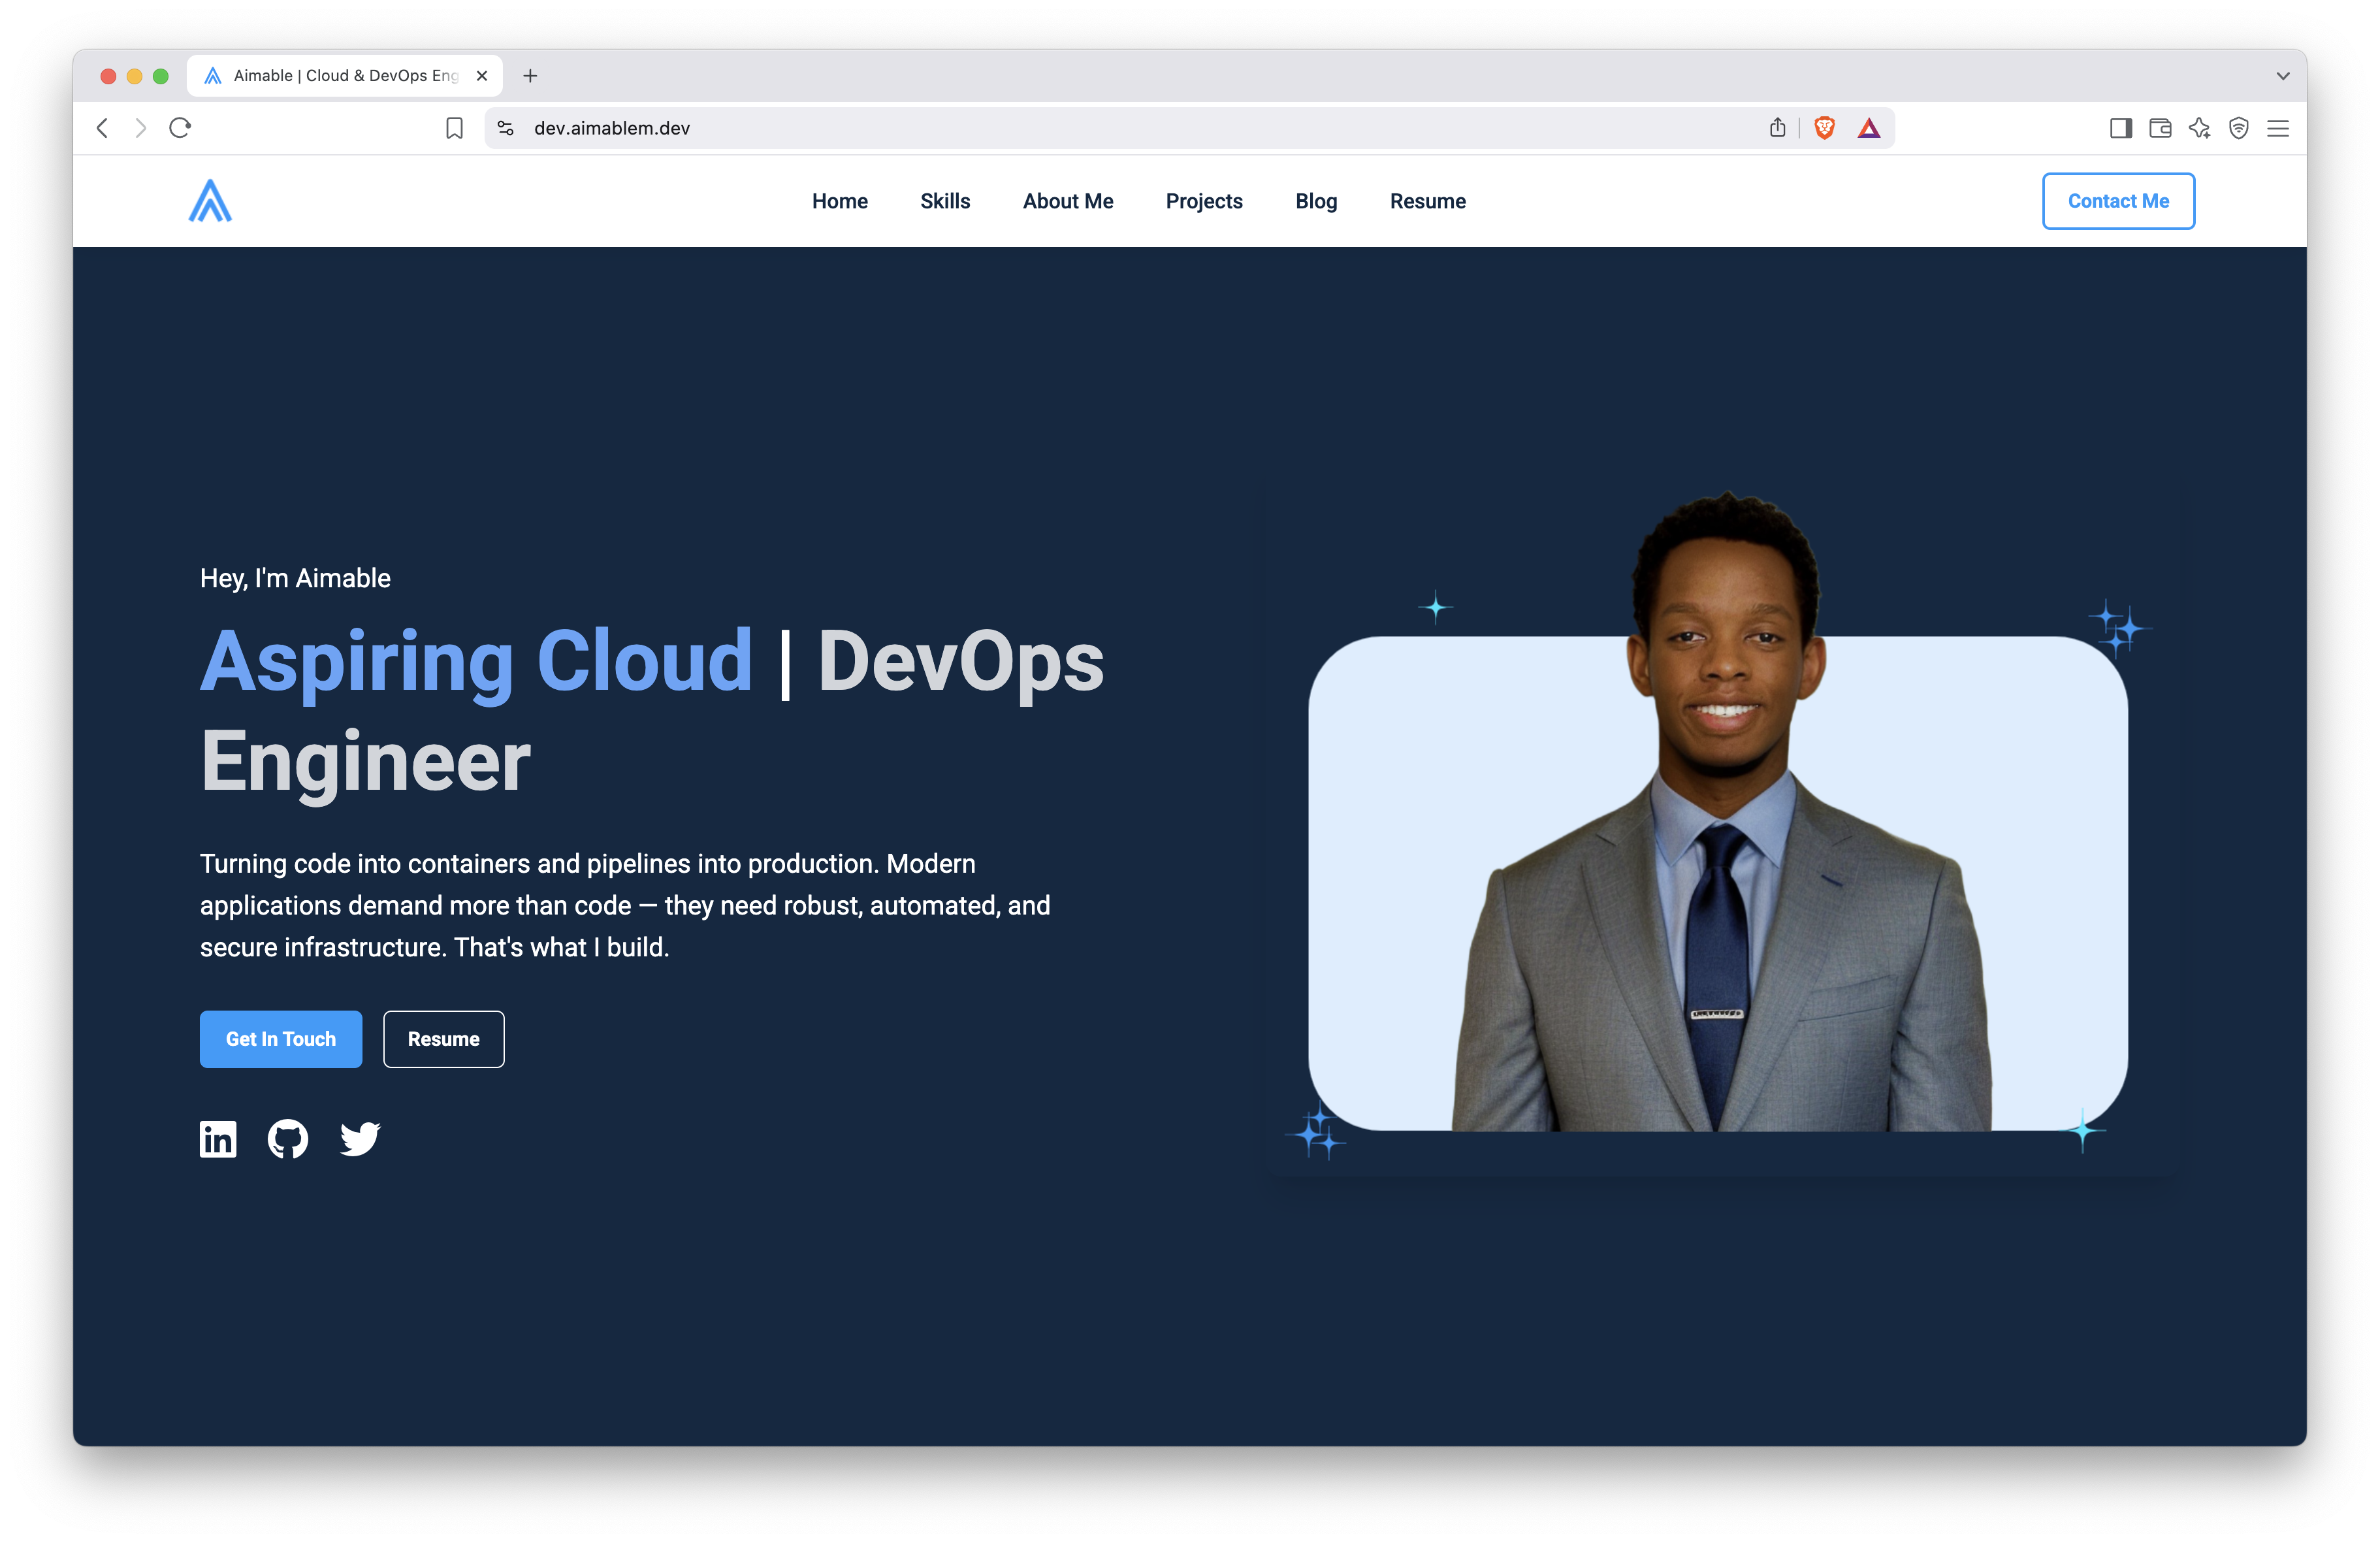 Aimable | Cloud & DevOps Eng
dev.aimablem.dev
Home Skills About Me Projects Blog Resume Contact Me
Hey, I'm Aimable
Aspiring Cloud | DevOps
Engineer
Turning code into containers and pipelines into production. Modern
applications demand more than code — they need robust, automated, and
secure infrastructure. That's what I build.
Get In Touch Resume
in